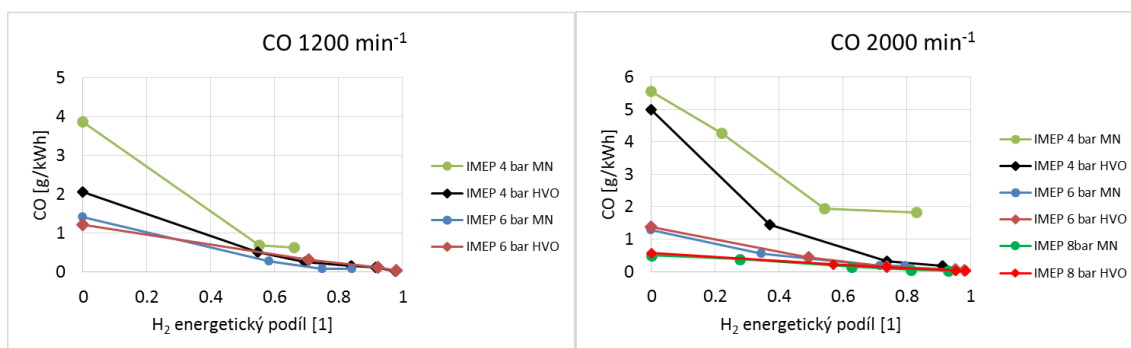 CO 1200 min-1
CO [g/kWh]
5
4
3
2
1
0
0 0.2 0.4 0.6 0.8 1
H2 energetický podíl [1]
IMEP 4 bar MN
IMEP 4 bar HVO
IMEP 6 bar MN
IMEP 6 bar HVO
CO 2000 min-1
CO [g/kWh]
6
5
4
3
2
1
0
0 0.2 0.4 0.6 0.8 1
H2 energetický podíl [1]
IMEP 4 bar MN
IMEP 4 bar HVO
IMEP 6 bar MN
IMEP 6 bar HVO
IMEP 8bar MN
IMEP 8 bar HVO